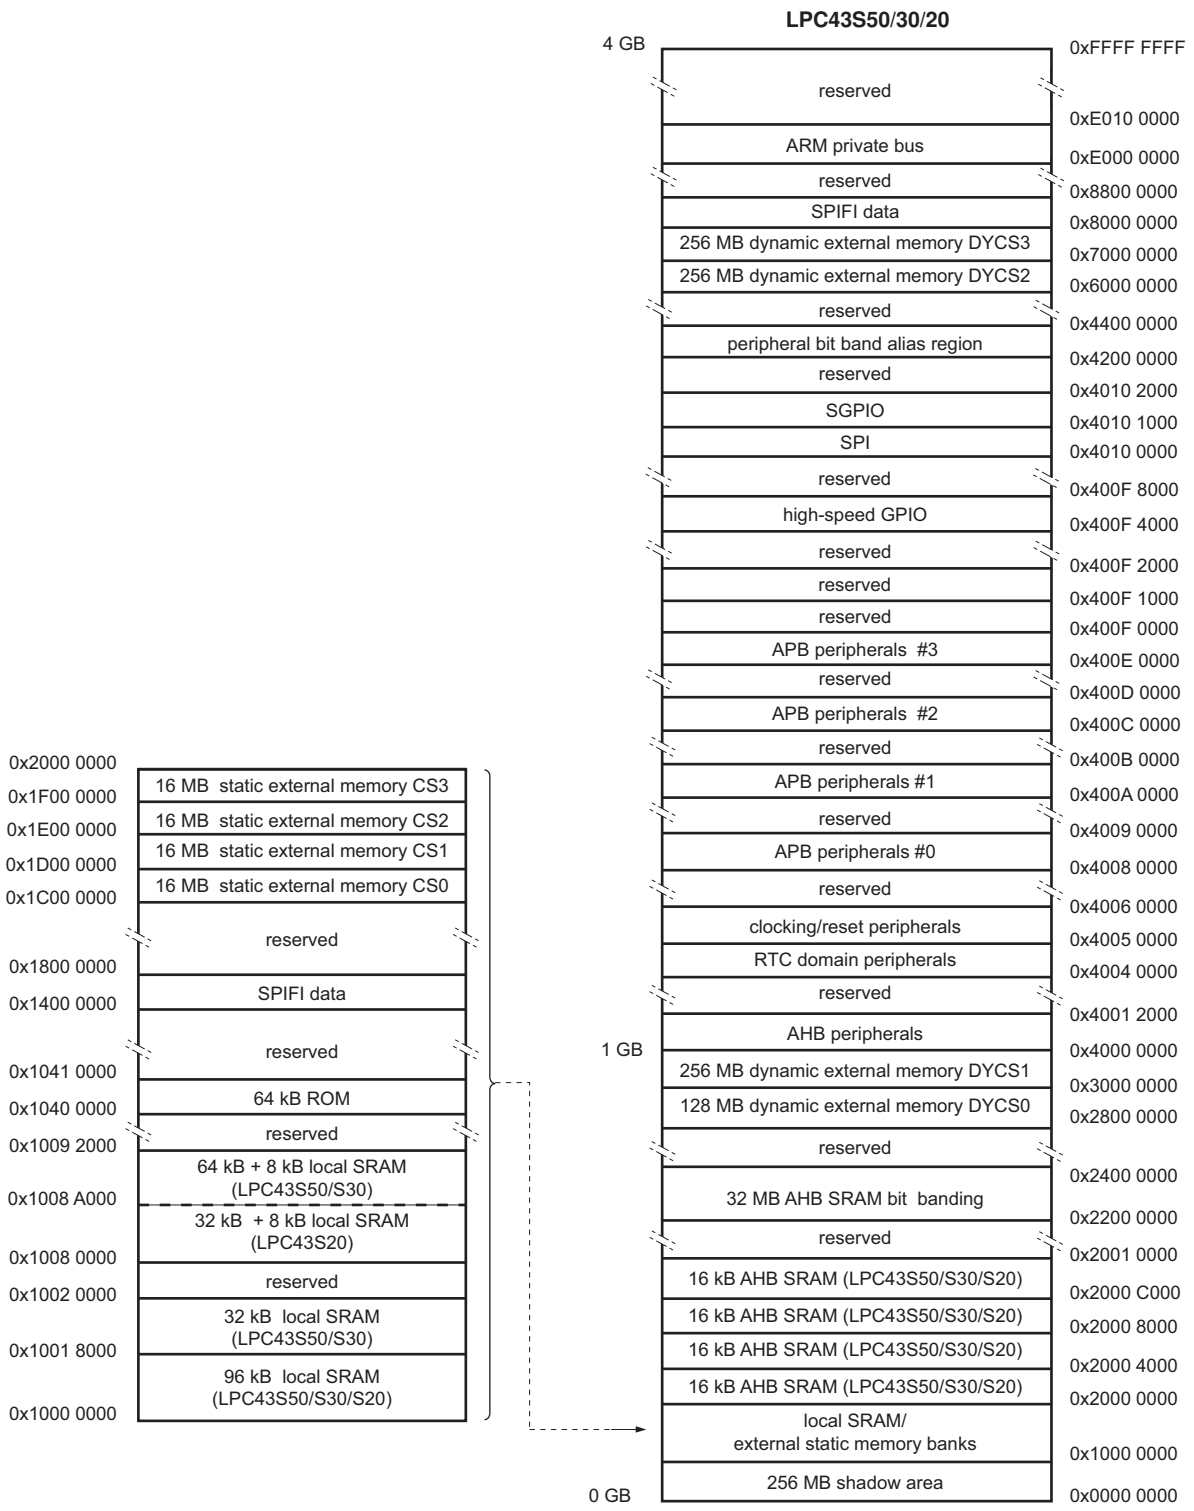 LPC43S50/30/20
4 GB
0xFFFF FFFF
reserved
0xE010 0000
ARM private bus
0xE000 0000
reserved
0x8800 0000
SPIFI data
0x8000 0000
256 MB dynamic external memory DYCS3
0x7000 0000
256 MB dynamic external memory DYCS2
0x6000 0000
reserved
0x4400 0000
peripheral bit band alias region
0x4200 0000
reserved
0x4010 2000
SGPIO
0x4010 1000
SPI
0x4010 0000
reserved
0x400F 8000
high-speed GPIO
0x400F 4000
reserved
0x400F 2000
reserved
0x400F 1000
reserved
0x400F 0000
APB peripherals #3
0x400E 0000
reserved
0x400D 0000
APB peripherals #2
0x400C 0000
reserved
0x400B 0000
APB peripherals #1
0x400A 0000
reserved
0x4009 0000
APB peripherals #0
0x4008 0000
reserved
0x4006 0000
clocking/reset peripherals
0x4005 0000
RTC domain peripherals
0x4004 0000
reserved
0x4001 2000
AHB peripherals
1 GB
0x4000 0000
256 MB dynamic external memory DYCS1
0x3000 0000
128 MB dynamic external memory DYCS0
0x2800 0000
reserved
0x2400 0000
32 MB AHB SRAM bit banding
0x2200 0000
reserved
0x2001 0000
16 kB AHB SRAM (LPC43S50/S30/S20)
0x2000 C000
16 kB AHB SRAM (LPC43S50/S30/S20)
0x2000 8000
16 kB AHB SRAM (LPC43S50/S30/S20)
0x2000 4000
16 kB AHB SRAM (LPC43S50/S30/S20)
0x2000 0000
local SRAM/
external static memory banks
0x1000 0000
256 MB shadow area
0 GB
0x0000 0000
0x2000 0000
16 MB static external memory CS3
0x1F00 0000
16 MB static external memory CS2
0x1E00 0000
16 MB static external memory CS1
0x1D00 0000
16 MB static external memory CS0
0x1C00 0000
reserved
0x1800 0000
SPIFI data
0x1400 0000
reserved
0x1041 0000
64 kB ROM
0x1040 0000
reserved
0x1009 2000
64 kB + 8 kB local SRAM
(LPC43S50/S30)
0x1008 A000
32 kB + 8 kB local SRAM
(LPC43S20)
0x1008 0000
reserved
0x1002 0000
32 kB local SRAM
(LPC43S50/S30)
0x1001 8000
96 kB local SRAM
(LPC43S50/S30/S20)
0x1000 0000